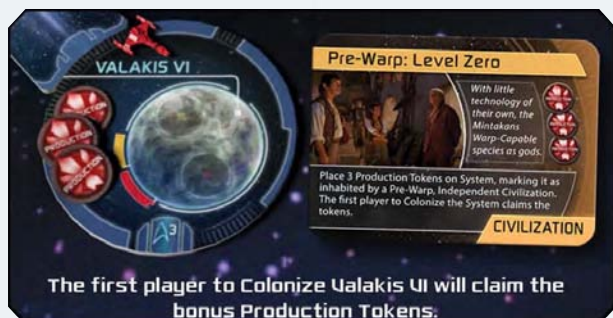 VALAKIS VI
PRODUCTION
PRODUCTION
PRODUCTION
3
Pre-Warp: Level Zero
With little
technology of
their own, the
Mintakans
Warp-Capable
species as gods.
Place 3 Production Tokens on System, marking it as
inhabited by a Pre-Warp, Independent Civilization.
The first player to Colonize the System claims the
tokens.
CIVILIZATION
The first player to Colonize Valakis VI will claim the
bonus Production Tokens.